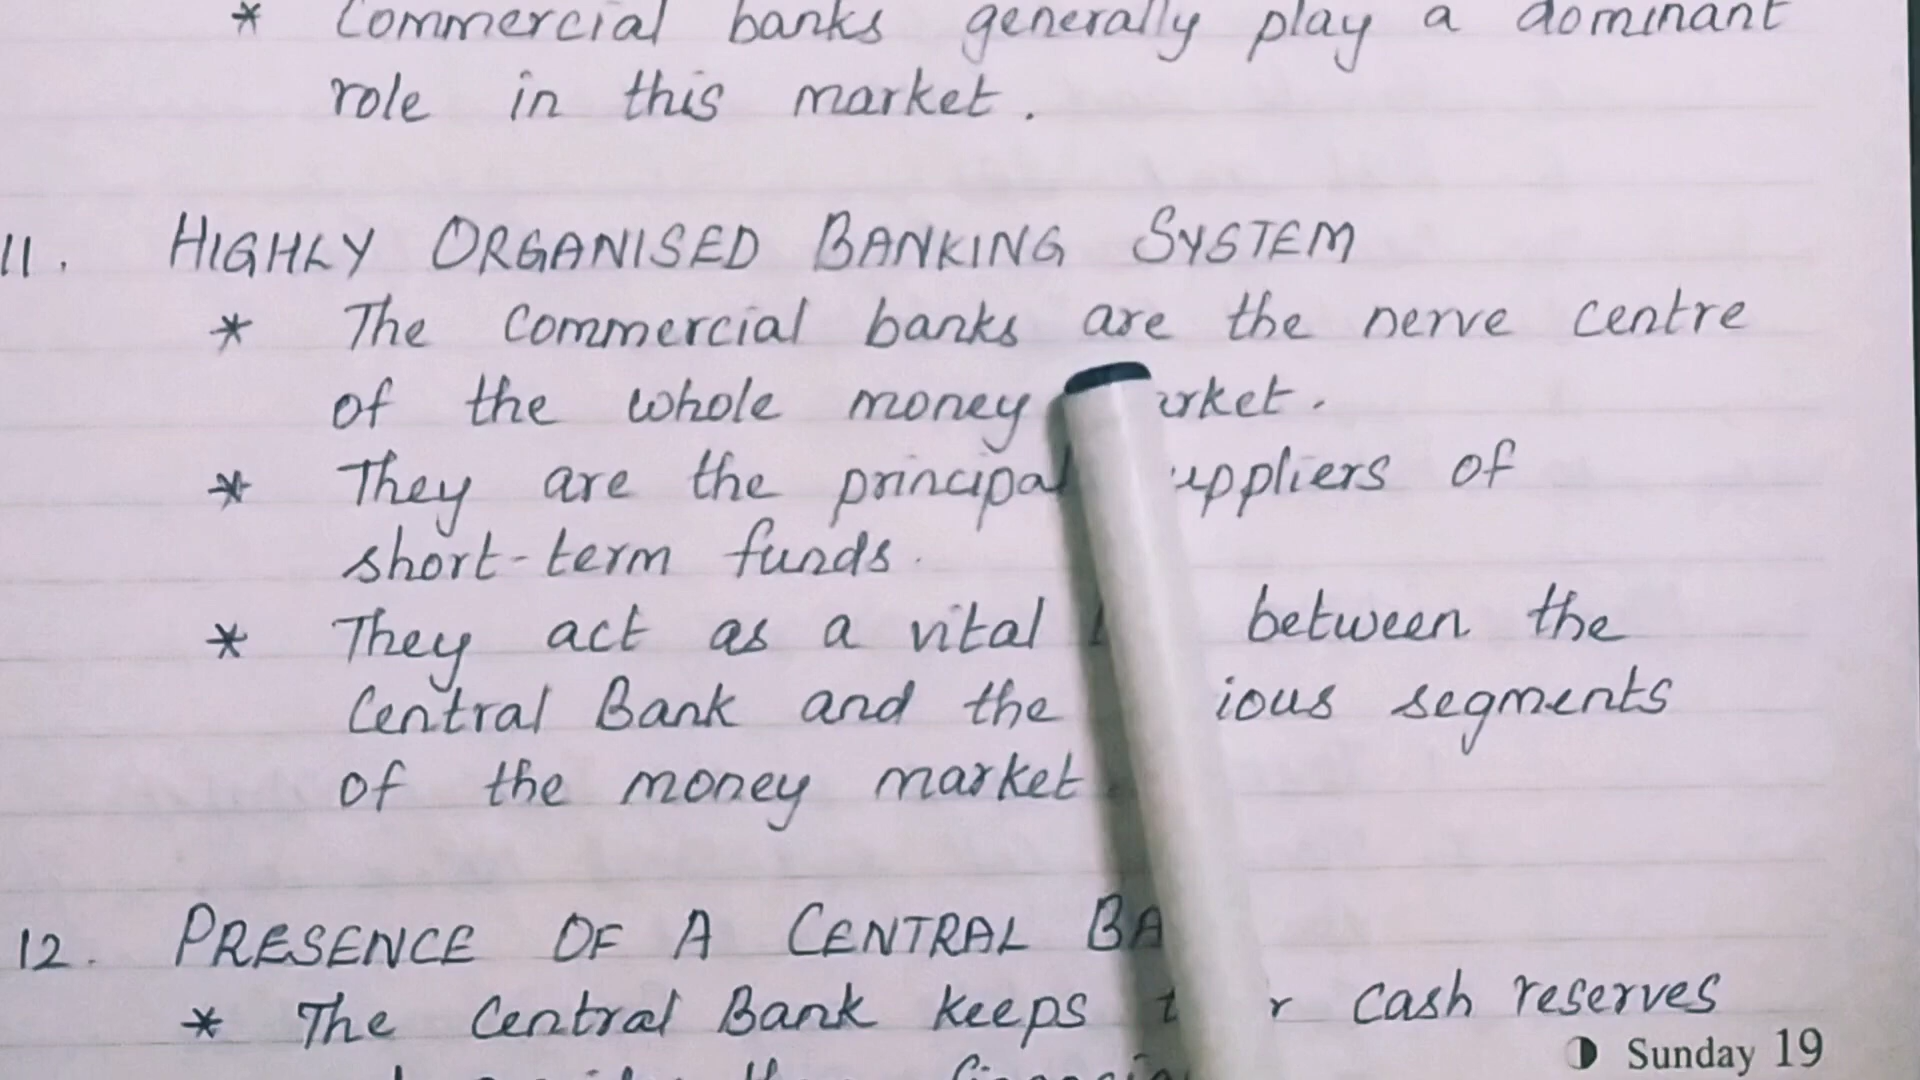 * Commercial banks generally play a dominant
role in this market.
11. HIGHLY ORGANISED BANKING SYSTEM
* The Commercial banks are the nerve centre
of the whole money
* They are the principal
short-term funds.
* They act as a vital between the
Central Bank and the segments
of the money market
12. PRESENCE OF A CENTRAL
* The Central Bank keeps cash reserves
Sunday 19